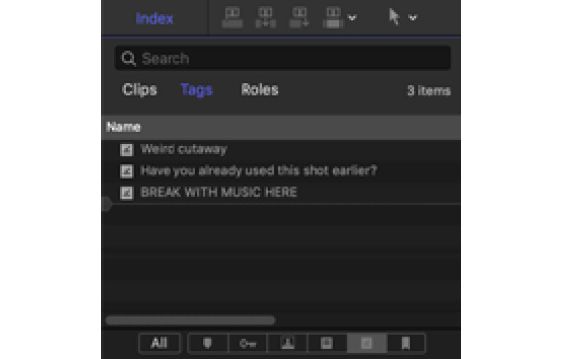 Index
Search
Clips Tags Roles 3 items
Name
Weird cutaway
Have you already used this shot earlier?
BREAK WITH MUSIC HERE
All